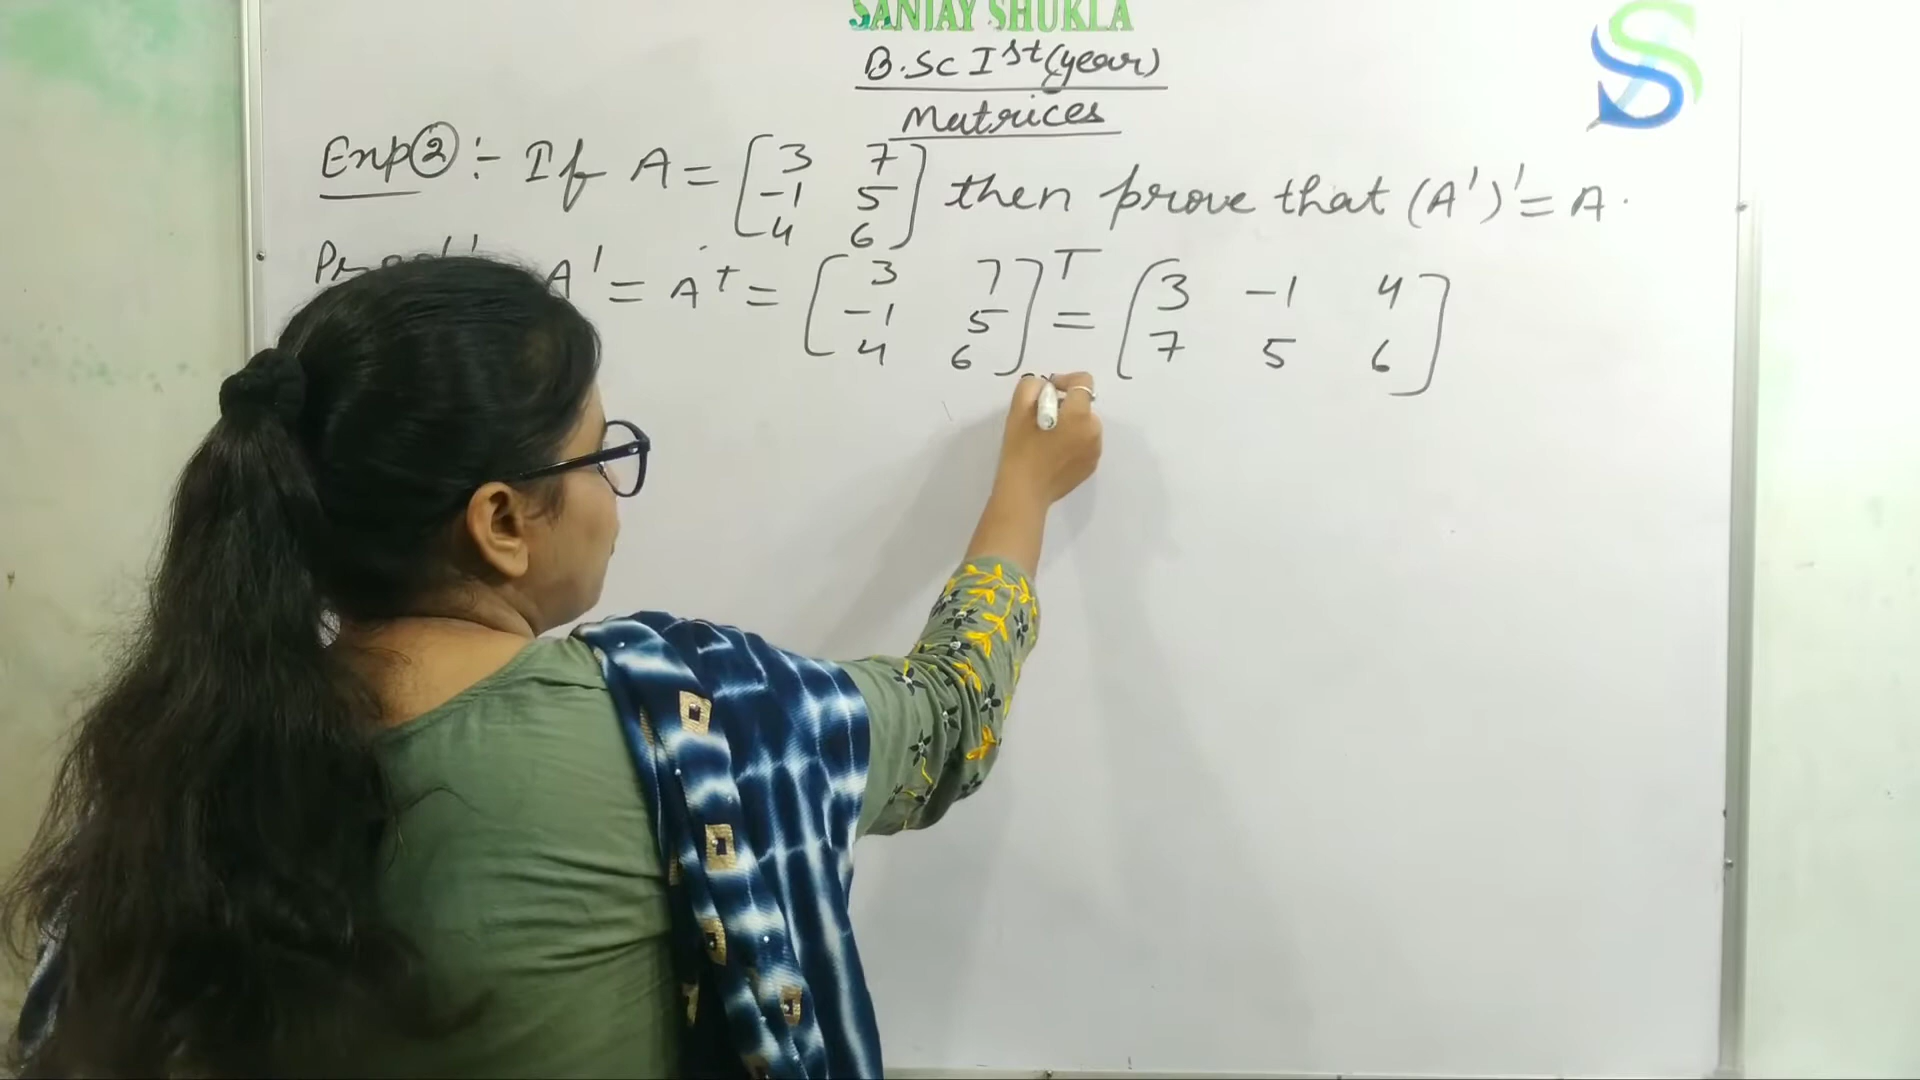 SANJAY SHUKLA
B.Sc Ist (year)
Matrices
Exp② :- If A = [3 7 -1 5 4 6] then prove that (A')' = A.
A' = A^T = [3 7 -1 5 4 6]^T = [3 -1 4 7 5 6]